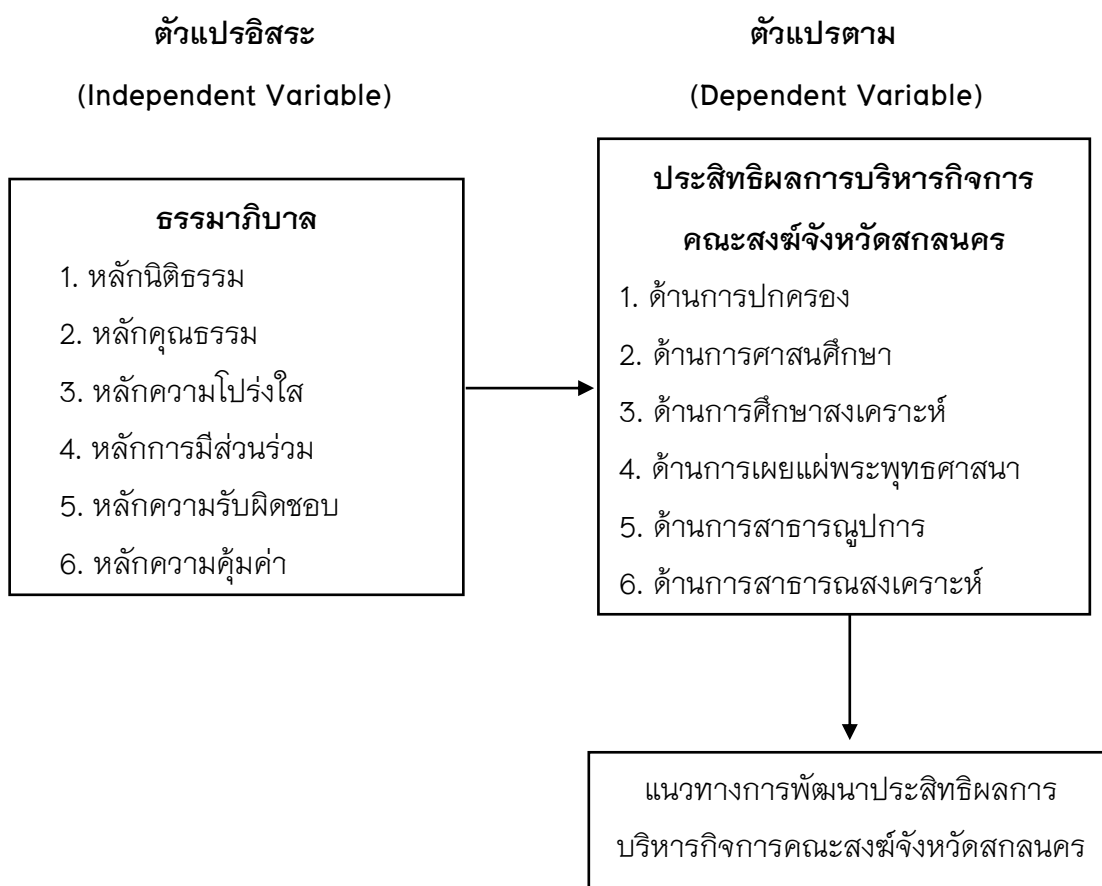 ตัวแปรอิสระ
(Independent Variable)
ธรรมาภิบาล
1. หลักนิติธรรม
2. หลักคุณธรรม
3. หลักความโปร่งใส
4. หลักการมีส่วนร่วม
5. หลักความรับผิดชอบ
6. หลักความคุ้มค่า
ตัวแปรตาม
(Dependent Variable)
ประสิทธิผลการบริหารกิจการ
คณะสงฆ์จังหวัดสกลนคร
1. ด้านการปกครอง
2. ด้านการศาสนศึกษา
3. ด้านการศึกษาสงเคราะห์
4. ด้านการเผยแผ่พระพุทธศาสนา
5. ด้านการสาธารณูปการ
6. ด้านการสาธารณสงเคราะห์
แนวทางการพัฒนาประสิทธิผลการ
บริหารกิจการคณะสงฆ์จังหวัดสกลนคร